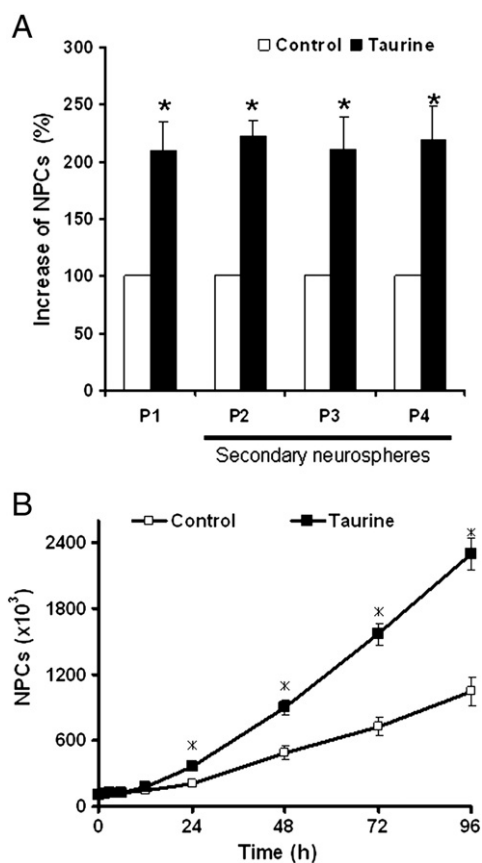 A
Control Taurine
Increase of NPCs (%)
300
250
200
150
100
50
0
* * * *
P1 P2 P3 P4
Secondary neurospheres
B
Control Taurine
NPCs (x10³)
2400
1800
1200
600
0
* * * *
0 24 48 72 96
Time (h)